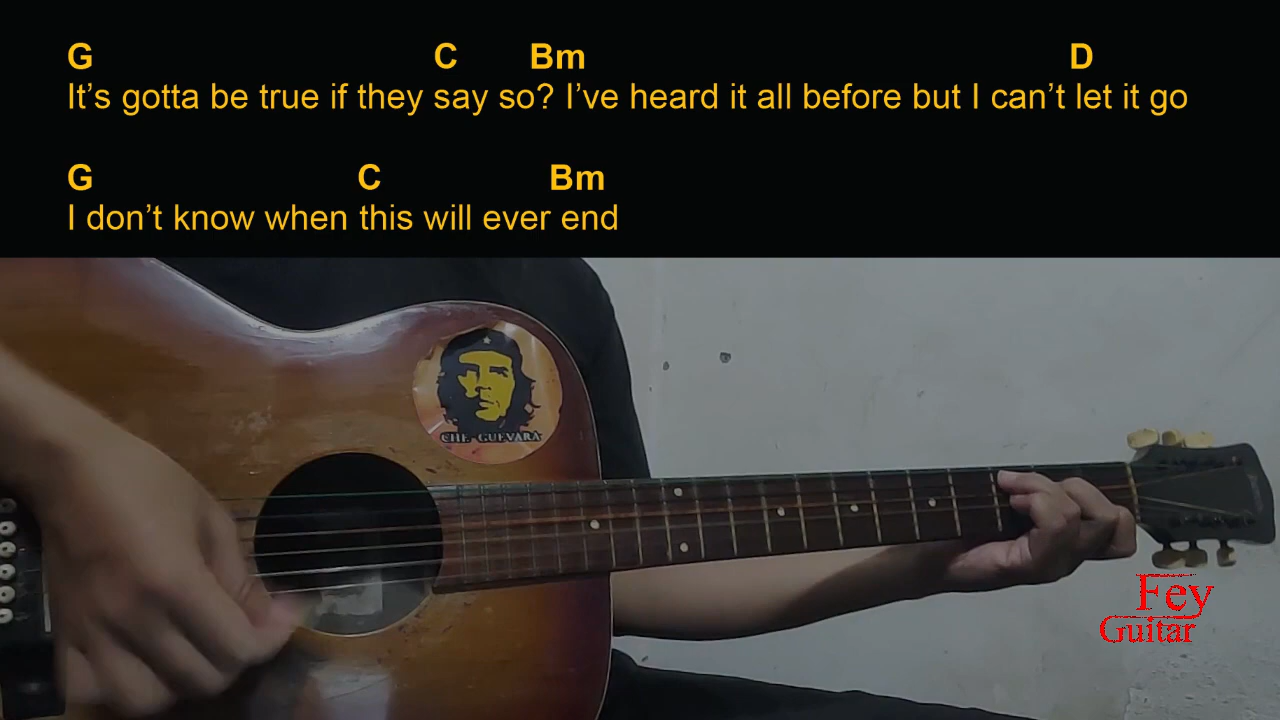 G C Bm D
It’s gotta be true if they say so? I’ve heard it all before but I can’t let it go
G C Bm
I don’t know when this will ever end
CHE GUEVARA
Fey
Guitar